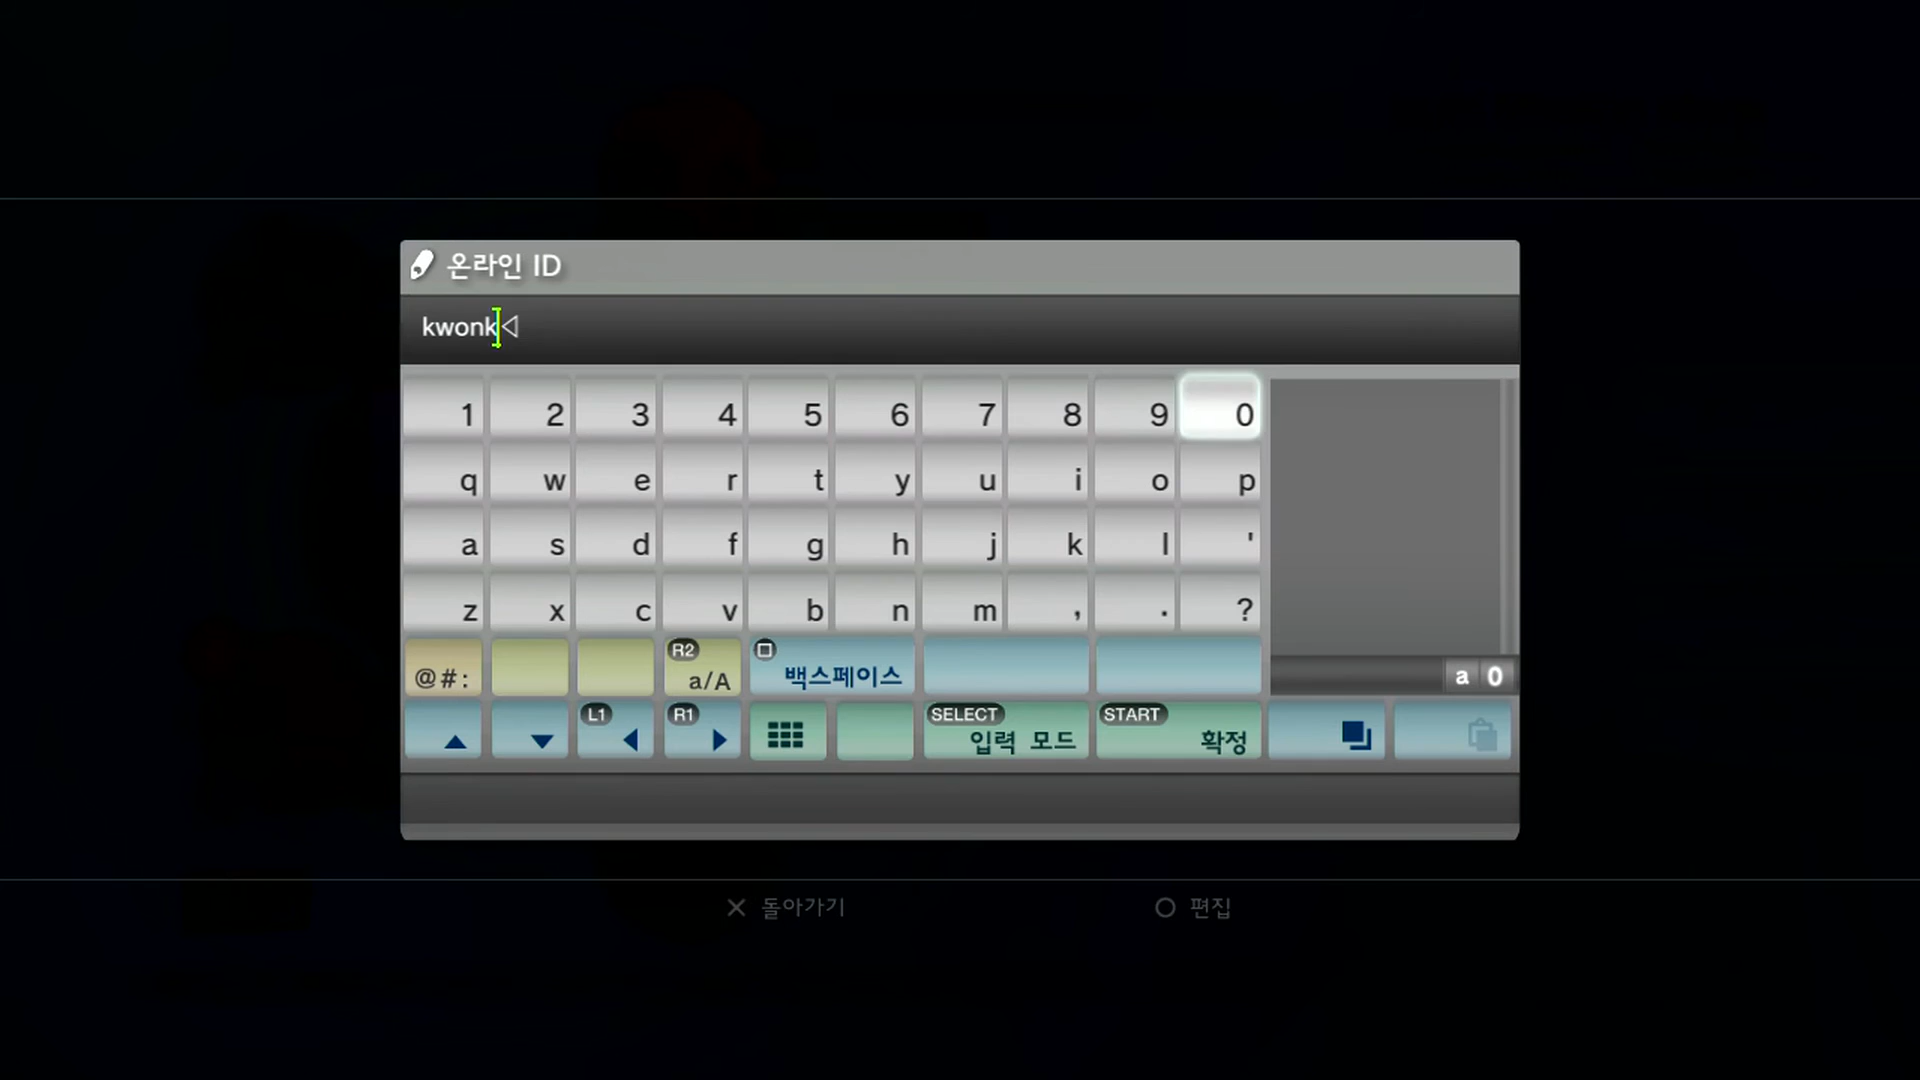 온라인 ID
kwonk
1 2 3 4 5 6 7 8 9 0
q w e r t y u i o p
a s d f g h j k l '
z x c v b n m , . ?
@#: R2 a/A 백스페이스
a 0
L1 R1 SELECT 입력 모드 START 확정
돌아가기 편집